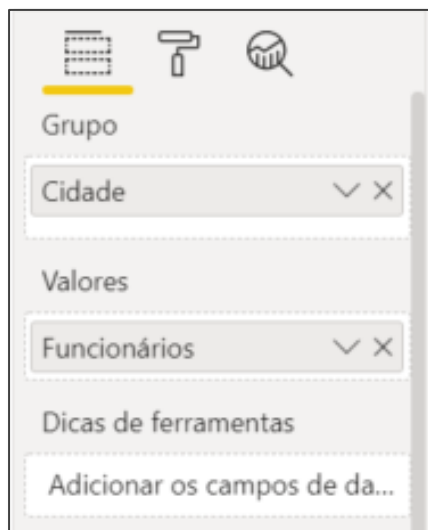 Grupo
Cidade
Valores
Funcionários
Dicas de ferramentas
Adicionar os campos de da...